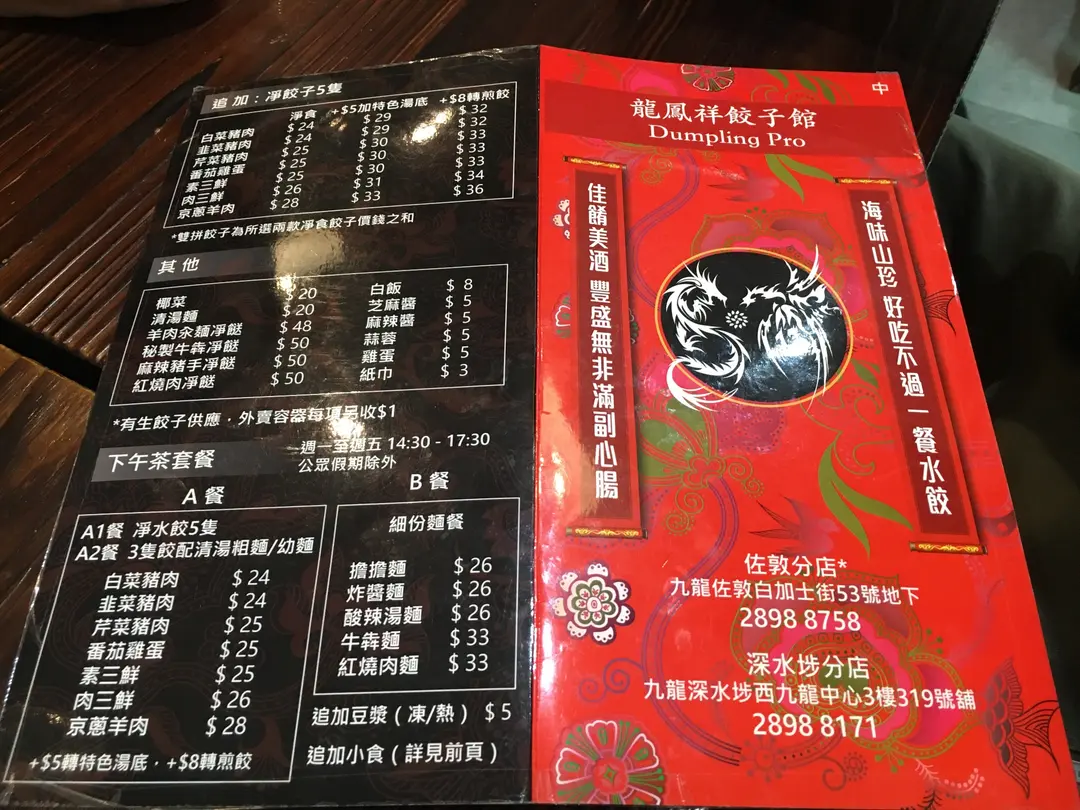 追加：凈餃子5隻
凈食 +$5加特色湯底 +$8轉煎餃
白菜豬肉 $24 $29 $32
韭菜豬肉 $24 $29 $32
芹菜豬肉 $25 $30 $33
番茄雞蛋 $25 $30 $33
素三鮮 $25 $30 $33
肉三鮮 $26 $31 $34
京蔥羊肉 $28 $33 $36
*雙拼餃子為所選兩款凈食餃子價錢之和
其他
椰菜 $20
清湯麵 $20
羊肉汆麵凈餸 $48
秘製牛𦟌凈餸 $50
麻辣豬手凈餸 $50
紅燒肉凈餸 $50
白飯 $8
芝麻醬 $5
麻辣醬 $5
蒜蓉 $5
雞蛋 $5
紙巾 $3
*有生餃子供應，外賣容器每項另收$1
下午茶套餐
週一至週五 14:30 - 17:30
公眾假期除外
A 餐
A1餐 凈水餃5隻
A2餐 3隻餃配清湯粗麵/幼麵
白菜豬肉 $24
韭菜豬肉 $24
芹菜豬肉 $25
番茄雞蛋 $25
素三鮮 $25
肉三鮮 $26
京蔥羊肉 $28
+$5轉特色湯底，+$8轉煎餃
B 餐
細份麵餐
擔擔麵 $26
炸醬麵 $26
酸辣湯麵 $26
牛𦟌麵 $33
紅燒肉麵 $33
追加豆漿（凍/熱） $5
追加小食（詳見前頁）
中
龍鳳祥餃子館
Dumpling Pro
佳餚美酒 豐盛無非滿副心腸
海味山珍 好吃不過一餐水餃
佐敦分店*
九龍佐敦白加士街53號地下
2898 8758
深水埗分店
九龍深水埗西九龍中心3樓319號舖
2898 8171